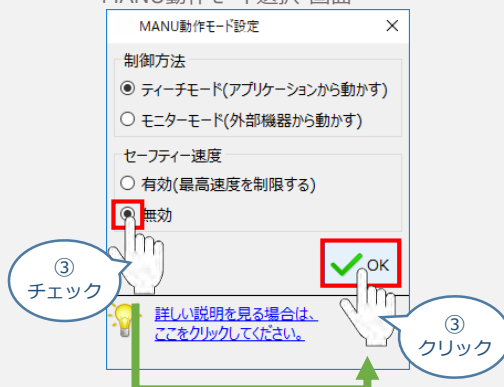 MANU動作モード選択 画面
MANU動作モード設定
制御方法
ティーチモード(アプリケーションから動かす)
モニターモード(外部機器から動かす)
セーフティー速度
有効(最高速度を制限する)
無効
OK
③
チェック
詳しい説明を見る場合は、
ここをクリックしてください。
③
クリック